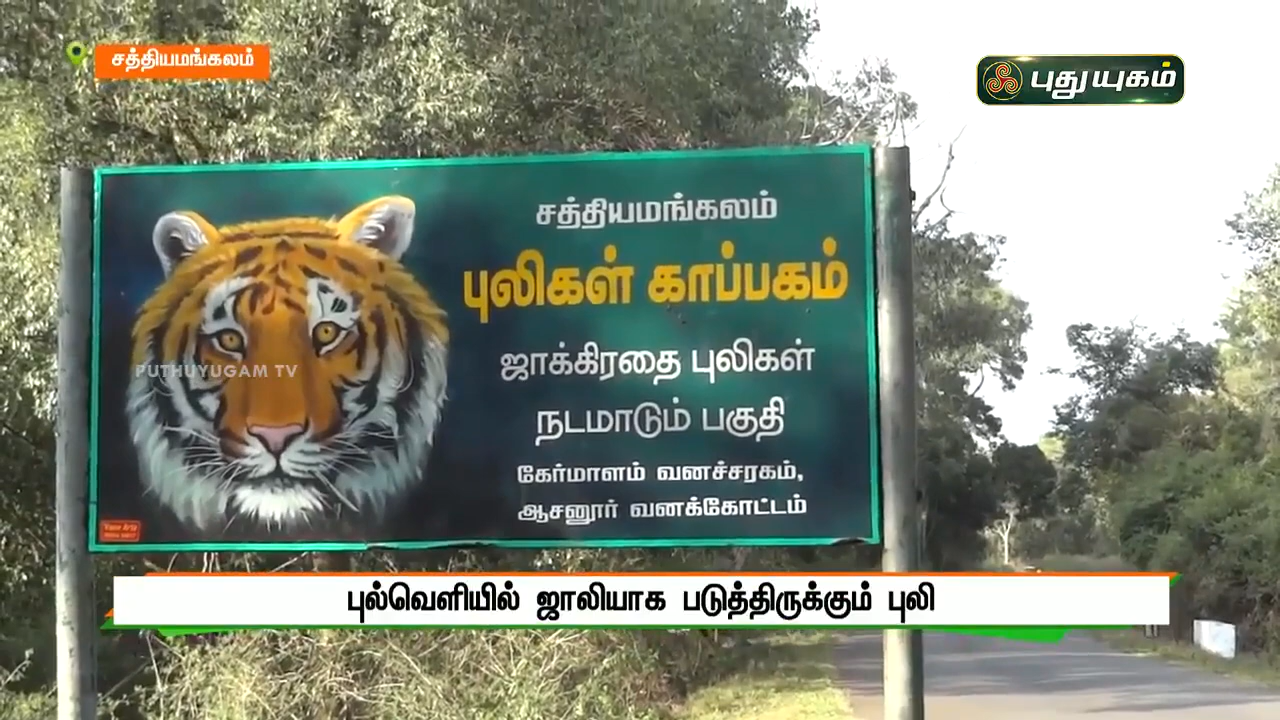 சத்தியமங்கலம்
புதுயுகம்
சத்தியமங்கலம்
புலிகள் காப்பகம்
ஜாக்கிரதை புலிகள்
நடமாடும் பகுதி
கேர்மாளம் வனச்சரகம்,
ஆசனூர் வனக்கோட்டம்
PUTHUYUGAM TV
புல்வெளியில் ஜாலியாக படுத்திருக்கும் புலி